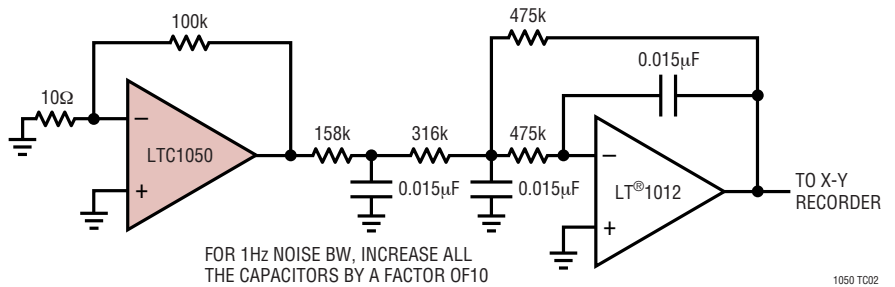 100k
475k
0.015µF
10Ω
–
LTC1050
+
158k
316k
475k
0.015µF
0.015µF
–
LT®1012
+
TO X-Y
RECORDER
FOR 1Hz NOISE BW, INCREASE ALL
THE CAPACITORS BY A FACTOR OF10
1050 TC02